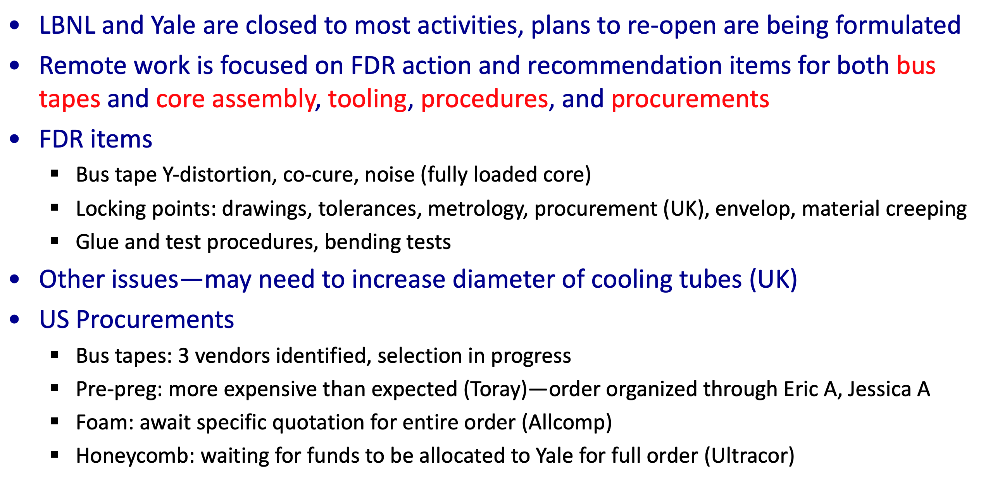 • LBNL and Yale are closed to most activities, plans to re-open are being formulated
• Remote work is focused on FDR action and recommendation items for both bus
tapes and core assembly, tooling, procedures, and procurements
• FDR items
▪ Bus tape Y-distortion, co-cure, noise (fully loaded core)
▪ Locking points: drawings, tolerances, metrology, procurement (UK), envelop, material creeping
▪ Glue and test procedures, bending tests
• Other issues—may need to increase diameter of cooling tubes (UK)
• US Procurements
▪ Bus tapes: 3 vendors identified, selection in progress
▪ Pre-preg: more expensive than expected (Toray)—order organized through Eric A, Jessica A
▪ Foam: await specific quotation for entire order (Allcomp)
▪ Honeycomb: waiting for funds to be allocated to Yale for full order (Ultracor)